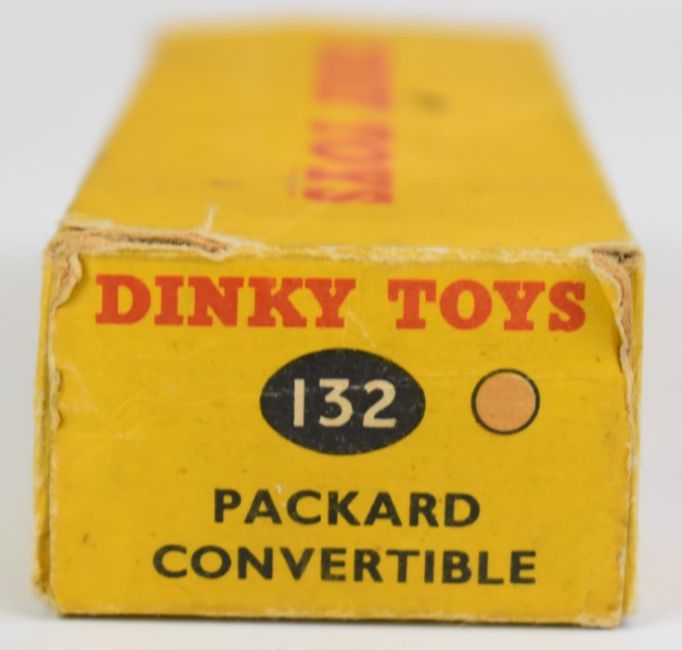 DINKY TOYS
DINKY TOYS
132
PACKARD
CONVERTIBLE